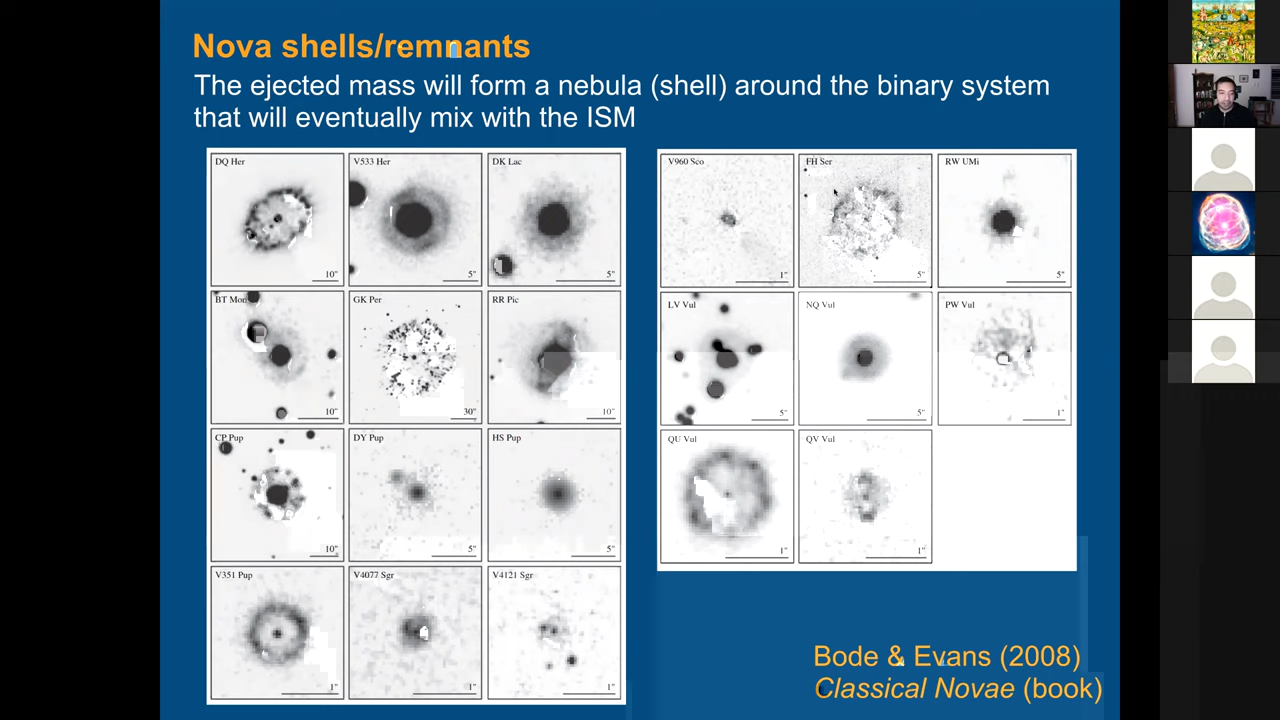 Nova shells/remnants
The ejected mass will form a nebula (shell) around the binary system
that will eventually mix with the ISM
DQ Her
10"
V533 Her
5"
DK Lac
5"
BT Mon
10"
GK Per
30"
RR Pic
10"
CP Pup
10"
DY Pup
5"
HS Pup
5"
V351 Pup
1"
V4077 Sgr
1"
V4121 Sgr
1"
V960 Sco
1"
FH Ser
5"
RW UMi
5"
LV Vul
5"
NQ Vul
5"
PW Vul
1"
QU Vul
1"
QV Vul
1"
Bode & Evans (2008)
Classical Novae (book)